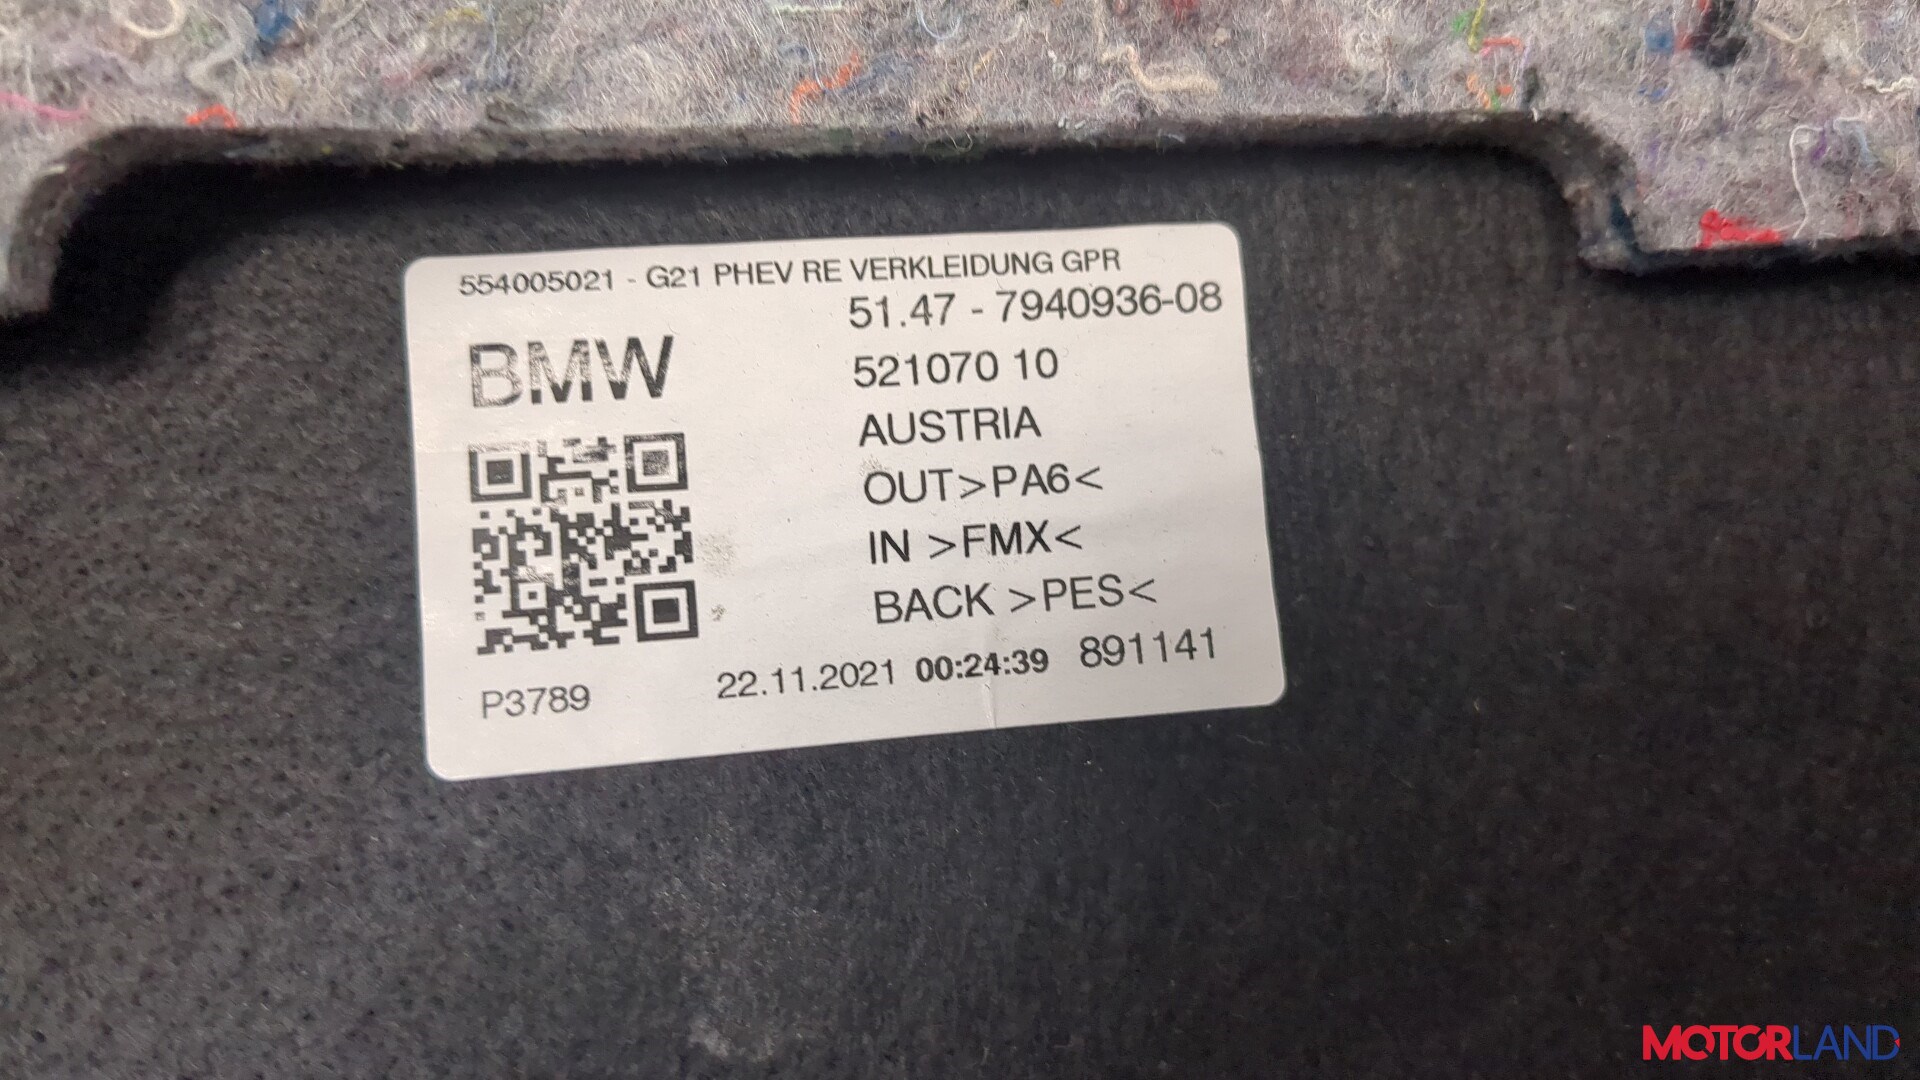 554005021 - G21 PHEV RE VERKLEIDUNG GPR
51.47 - 7940936-08
BMW
521070 10
AUSTRIA
OUT>PA6<
IN >FMX<
BACK >PES<
P3789
22.11.2021 00:24:39 891141
MOTORLAND